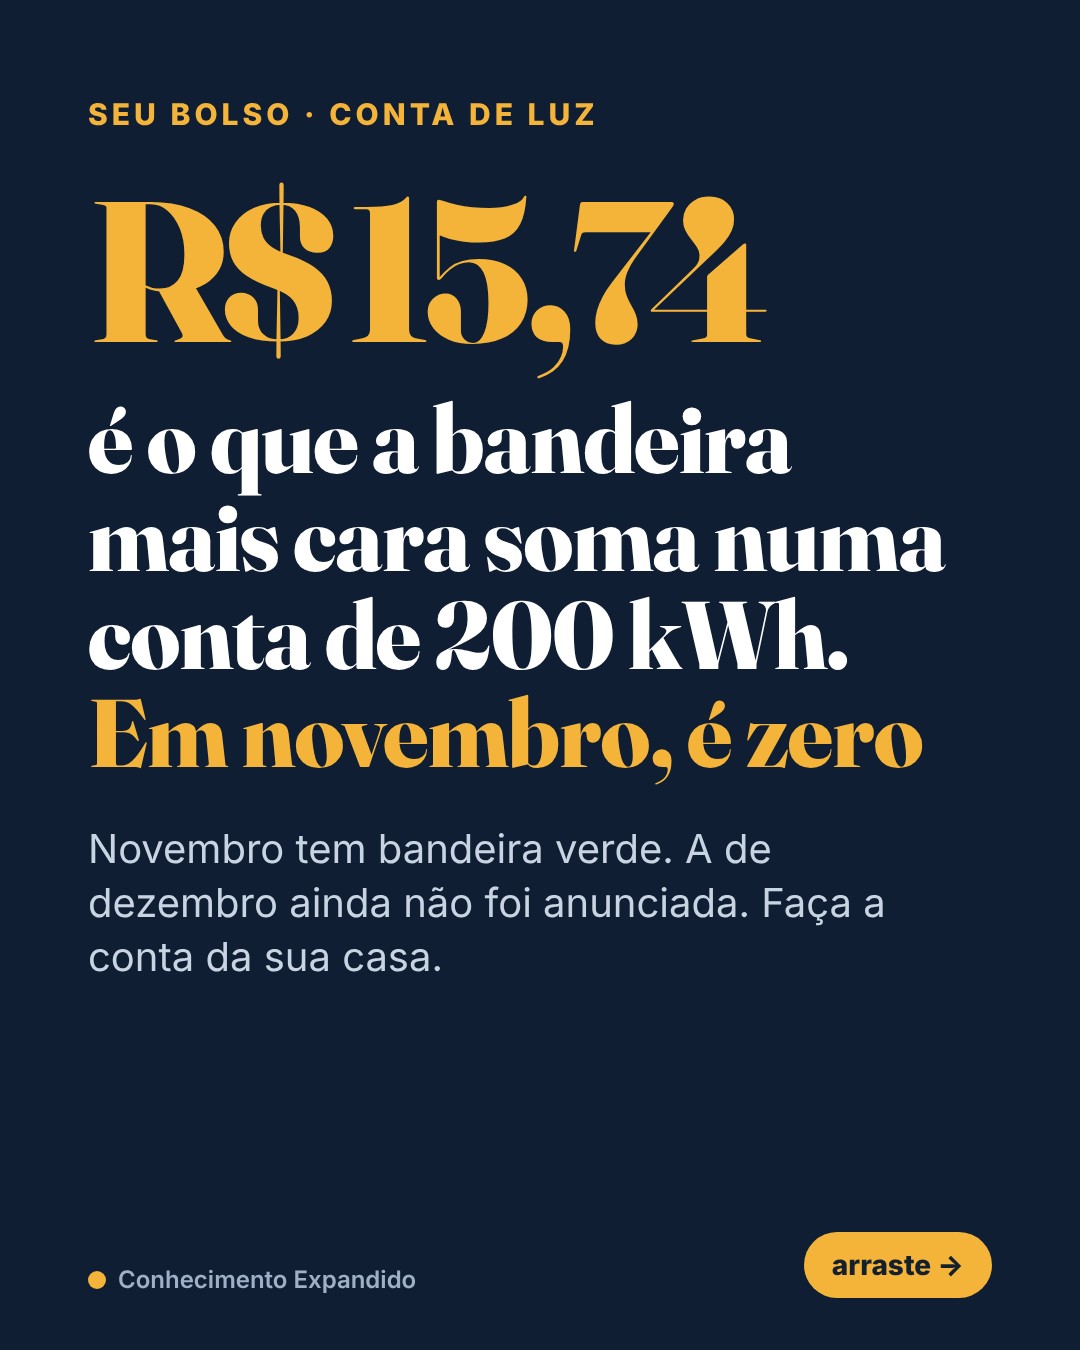 SEU BOLSO · CONTA DE LUZ
R$ 15,74
é o que a bandeira
mais cara soma numa
conta de 200 kWh.
Em novembro, é zero
Novembro tem bandeira verde. A de
dezembro ainda não foi anunciada. Faça a
conta da sua casa.
Conhecimento Expandido
arraste →